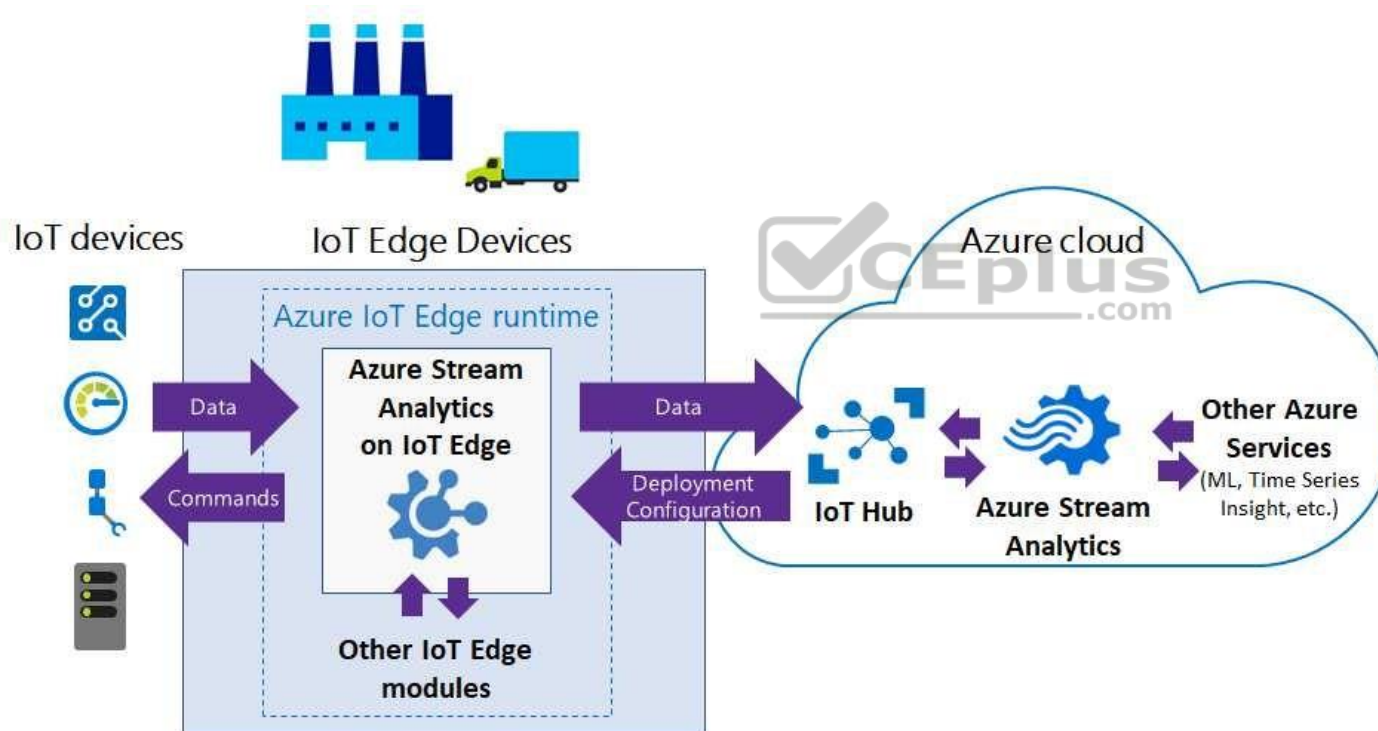 IoT devices
IoT Edge Devices
Azure cloud
CEplus
.com
Azure IoT Edge runtime
Azure Stream
Analytics
on IoT Edge
Data
Data
Commands
Deployment
Configuration
IoT Hub
Azure Stream
Analytics
Other Azure
Services
(ML, Time Series
Insight, etc.)
Other IoT Edge
modules